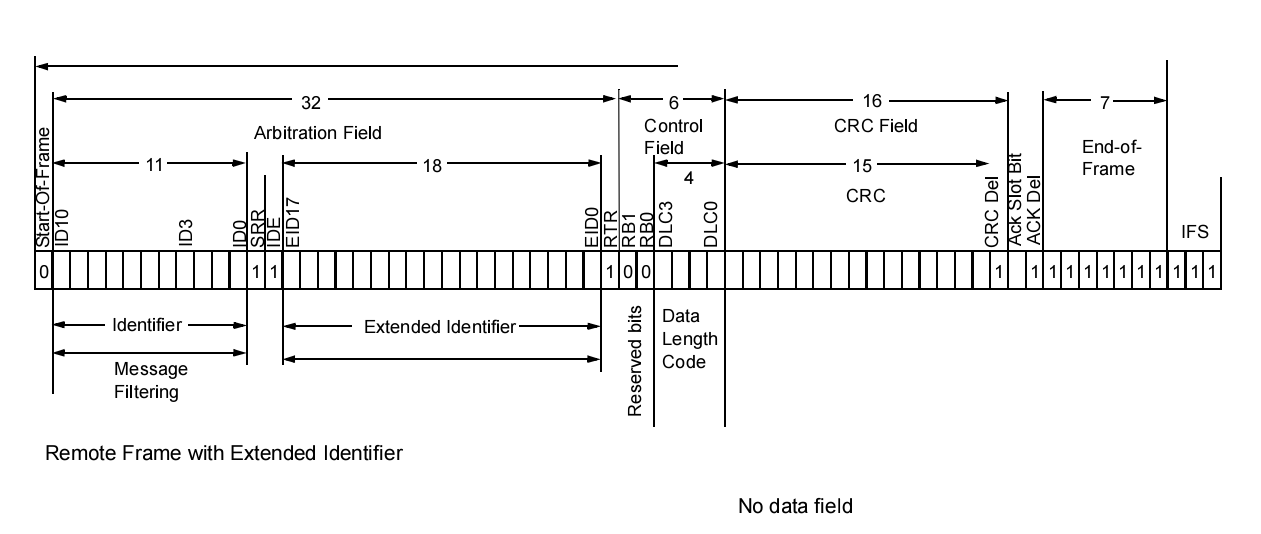 32
6
16
7
Arbitration Field
Control
Field
CRC Field
End-of-
Frame
11
18
4
15
CRC
Start-Of-Frame
ID10
ID3
ID0
SRR
IDE
EID17
EID0
RTR
RB1
RB0
DLC3
DLC0
CRC Del
Ack Slot Bit
ACK Del
IFS
0 1 1 1 0 0 1 1 1 1 1 1 1 1 1 1 1 1
Identifier
Extended Identifier
Message
Filtering
Reserved bits
Data
Length
Code
Remote Frame with Extended Identifier
No data field